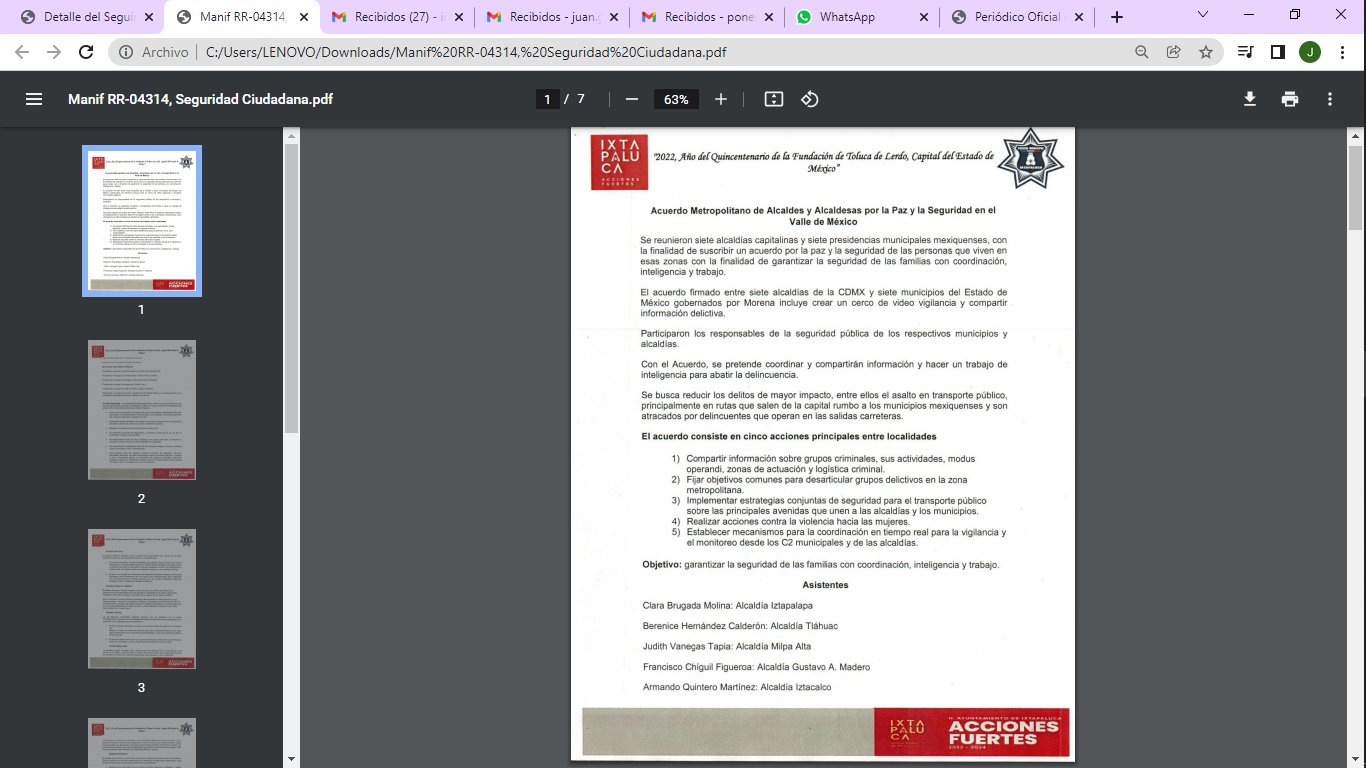 Detalle del Segui
Manif RR-04314,
Recibidos (27) - i
Recibidos - juan.g
Recibidos - pone
WhatsApp
Periódico Oficial
Archivo
C:/Users/LENOVO/Downloads/Manif%20RR-04314,%20Seguridad%20Ciudadana.pdf
J
Manif RR-04314, Seguridad Ciudadana.pdf
1 / 7
63%
1
2
3
IXTA
PALU
CA
ACCIONES
FUERTES
"2022, Año del Quincentenario de la Fundación de Toluca de Lerdo, Capital del Estado de
México"
Acuerdo Metropolitano de Alcaldes y Alcaldesas por la Paz y la Seguridad en el
Valle de México
Se reunieron siete alcaldías capitalinas y siete presidencias municipales mexiquenses, con
la finalidad de suscribir un acuerdo por la paz y la seguridad de las personas que viven en
esas zonas con la finalidad de garantizar la seguridad de las familias con coordinación,
inteligencia y trabajo.
El acuerdo firmado entre siete alcaldías de la CDMX y siete municipios del Estado de
México gobernados por Morena incluye crear un cerco de video vigilancia y compartir
información delictiva.
Participaron los responsables de la seguridad pública de los respectivos municipios y
alcaldías.
Con el Acuerdo, se pretende coordinar y compartirán información y hacer un trabajo de
inteligencia para abatir la delincuencia.
Se busca reducir los delitos de mayor impacto, entre ellos el asalto en transporte público,
principalmente en rutas que salen de la capital rumbo a los municipios mexiquenses y son
atracados por delincuentes que operan en las salidas carreteras.
El acuerdo consiste en cinco acciones principales entre localidades
1) Compartir información sobre grupos criminales, sus actividades, modus
operandi, zonas de actuación y logística criminal.
2) Fijar objetivos comunes para desarticular grupos delictivos en la zona
metropolitana.
3) Implementar estrategias conjuntas de seguridad para el transporte público
sobre las principales avenidas que unen a las alcaldías y los municipios.
4) Realizar acciones contra la violencia hacia las mujeres.
5) Establecer mecanismos para la coordinación en tiempo real para la vigilancia y
el monitoreo desde los C2 municipales y de las alcaldías.
Objetivo: garantizar la seguridad de las familias con coordinación, inteligencia y trabajo.
Asistentes
Clara Brugada Molina: Alcaldía Iztapalapa
Berenice Hernández Calderón: Alcaldía Tláhuac
Judith Vanegas Tapia: Alcaldía Milpa Alta
Francisco Chíguil Figueroa: Alcaldía Gustavo A. Madero
Armando Quintero Martínez: Alcaldía Iztacalco
IXTA
PALU
CA
H. AYUNTAMIENTO DE IXTAPALUCA
ACCIONES
FUERTES
2022 - 2024